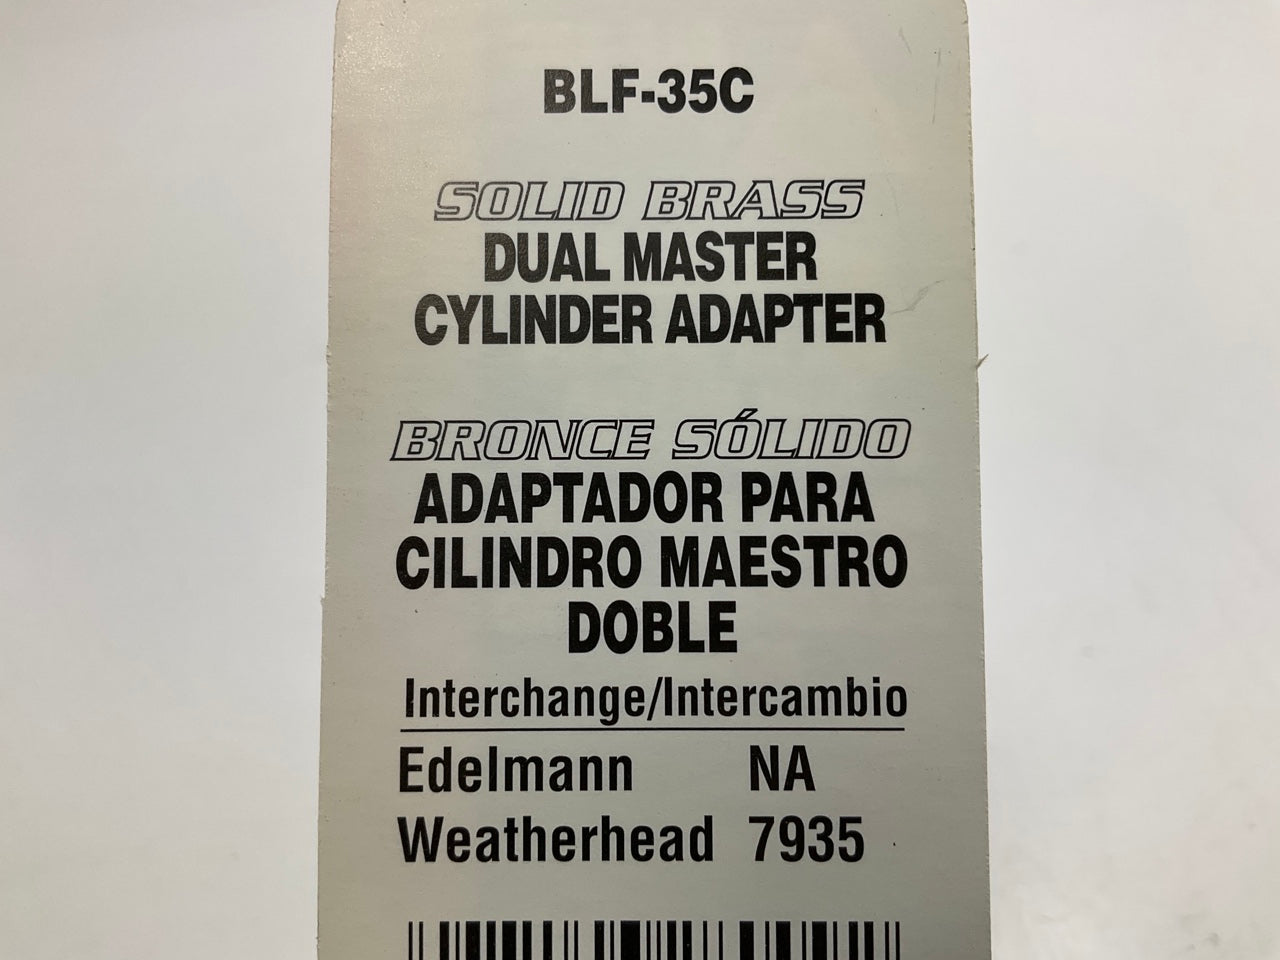 BLF-35C
SOLID BRASS
DUAL MASTER
CYLINDER ADAPTER
BRONCE SÓLIDO
ADAPTADOR PARA
CILINDRO MAESTRO
DOBLE
Interchange/Intercambio
Edelmann NA
Weatherhead 7935